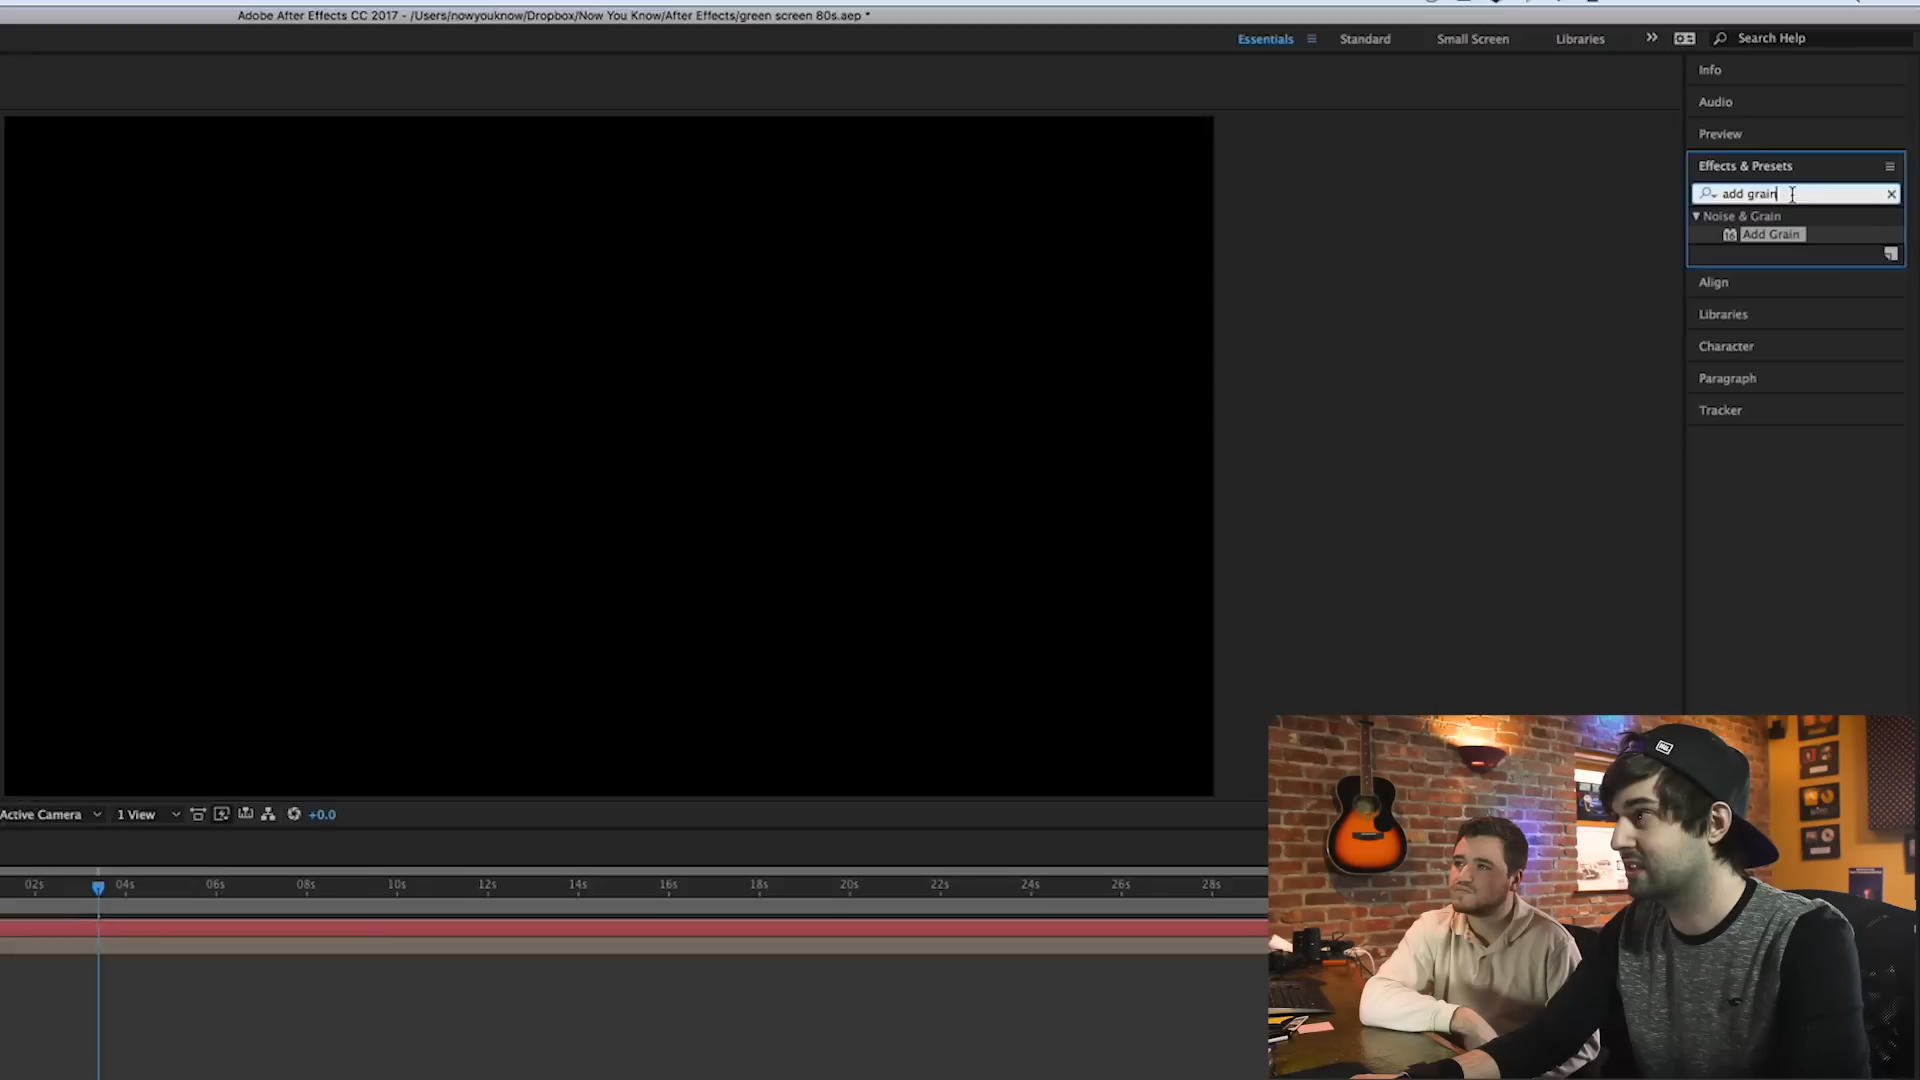 Adobe After Effects CC 2017 - /Users/nowyouknow/Dropbox/Now You Know/After Effects/green screen 80s.aep *
Essentials Standard Small Screen Libraries Search Help
Info
Audio
Preview
Effects & Presets
add grain
Noise & Grain
16 Add Grain
Align
Libraries
Character
Paragraph
Tracker
Active Camera 1 View +0.0
02s 04s 06s 08s 10s 12s 14s 16s 18s 20s 22s 24s 26s 28s